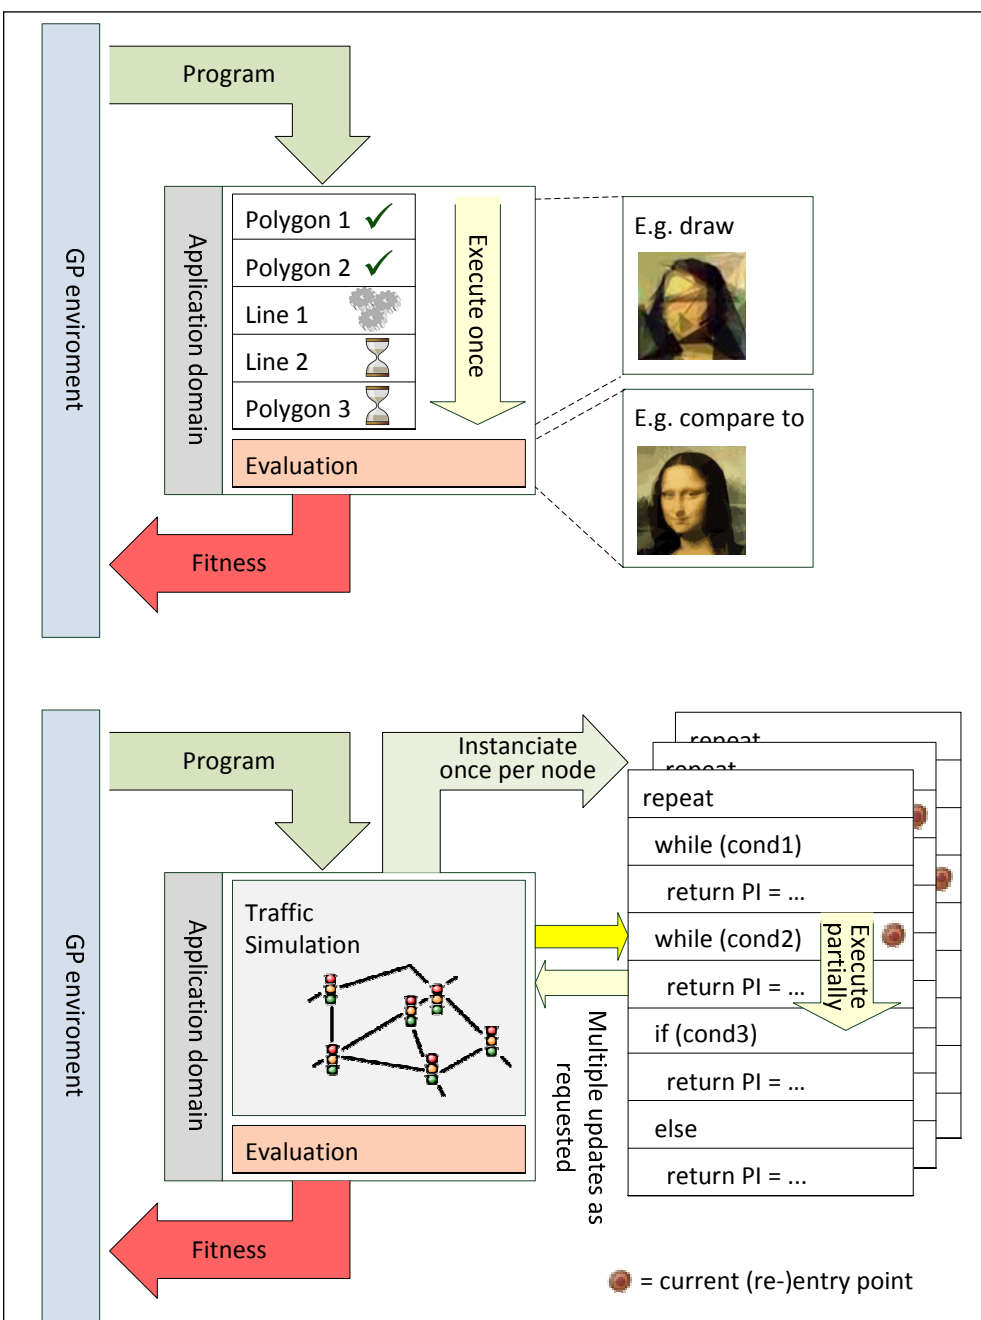 Program
GP enviroment
Application domain
Polygon 1
Polygon 2
Line 1
Line 2
Polygon 3
Execute once
Evaluation
Fitness
E.g. draw
E.g. compare to
GP enviroment
Program
Instanciate
once per node
Application domain
Traffic
Simulation
Evaluation
Fitness
Multiple updates as
requested
repeat
repeat
repeat
while (cond1)
return PI = ...
while (cond2)
return PI = ...
if (cond3)
return PI = ...
else
return PI = ...
Execute
partially
= current (re-)entry point